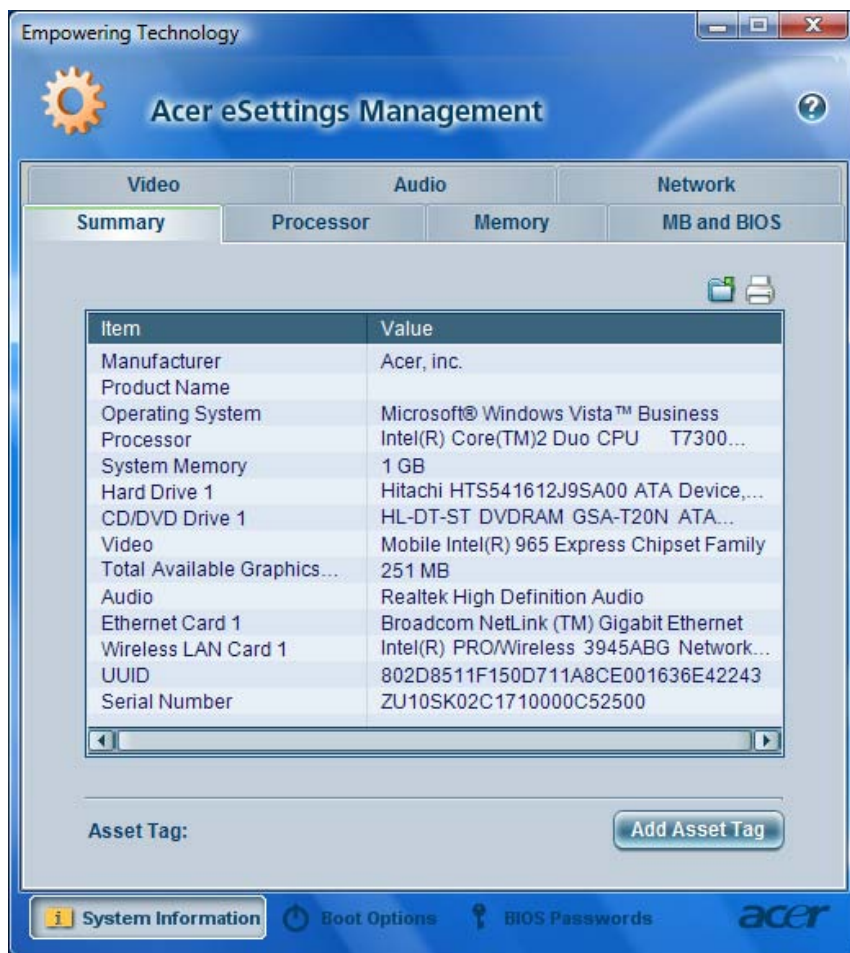 Empowering Technology
Acer eSettings Management
Video Audio Network
Summary Processor Memory MB and BIOS
Item Value
Manufacturer Acer, inc.
Product Name
Operating System Microsoft® Windows Vista™ Business
Processor Intel(R) Core(TM)2 Duo CPU T7300...
System Memory 1 GB
Hard Drive 1 Hitachi HTS541612J9SA00 ATA Device,...
CD/DVD Drive 1 HL-DT-ST DVDRAM GSA-T20N ATA...
Video Mobile Intel(R) 965 Express Chipset Family
Total Available Graphics... 251 MB
Audio Realtek High Definition Audio
Ethernet Card 1 Broadcom NetLink (TM) Gigabit Ethernet
Wireless LAN Card 1 Intel(R) PRO/Wireless 3945ABG Network...
UUID 802D8511F150D711A8CE001636E42243
Serial Number ZU10SK02C1710000C52500
Asset Tag: Add Asset Tag
System Information Boot Options BIOS Passwords acer